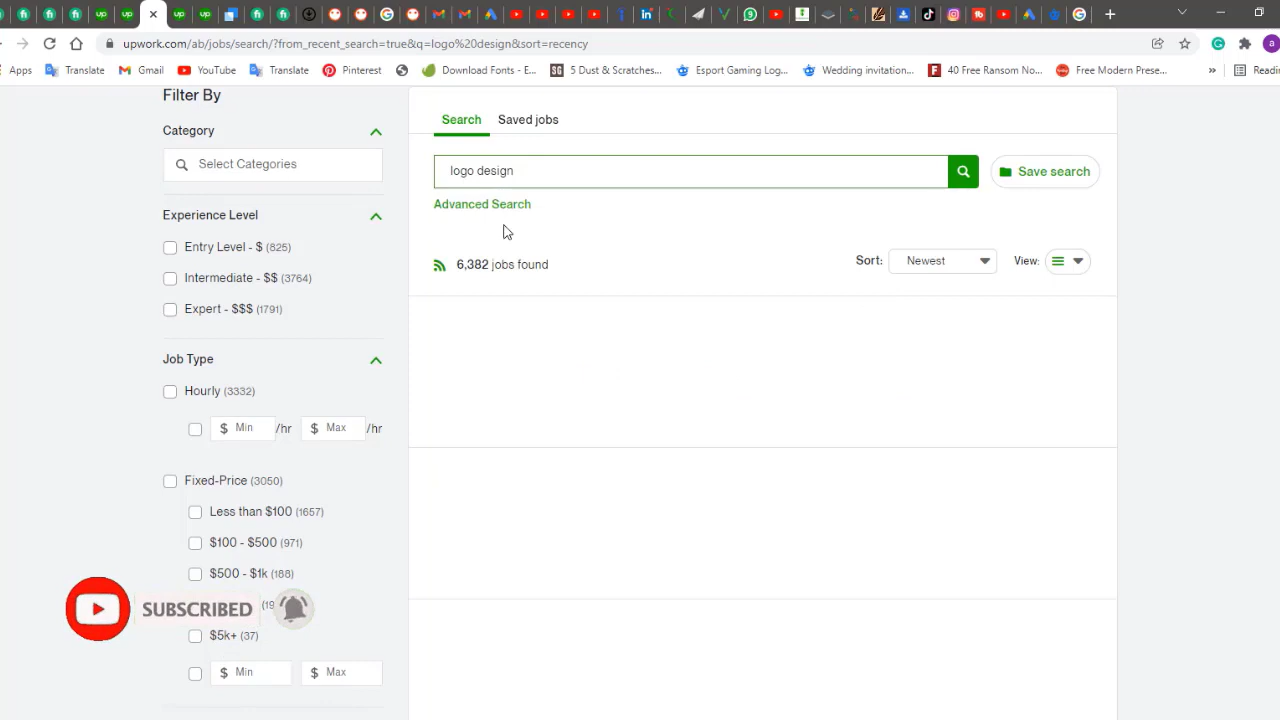 upwork.com/ab/jobs/search/?from_recent_search=true&q=logo%20design&sort=recency
Apps
Translate
Gmail
YouTube
Translate
Pinterest
Download Fonts - E...
5 Dust & Scratches...
Esport Gaming Log...
Wedding invitation...
40 Free Ransom No...
Free Modern Prese...
»
Readin
Filter By
Category
Select Categories
Experience Level
Entry Level - $ (825)
Intermediate - $$ (3764)
Expert - $$$ (1791)
Job Type
Hourly (3332)
$ Min /hr $ Max /hr
Fixed-Price (3050)
Less than $100 (1657)
$100 - $500 (971)
$500 - $1k (188)
$5k+ (37)
$ Min $ Max
SUBSCRIBED
Search Saved jobs
logo design
Save search
Advanced Search
6,382 jobs found
Sort: Newest View: